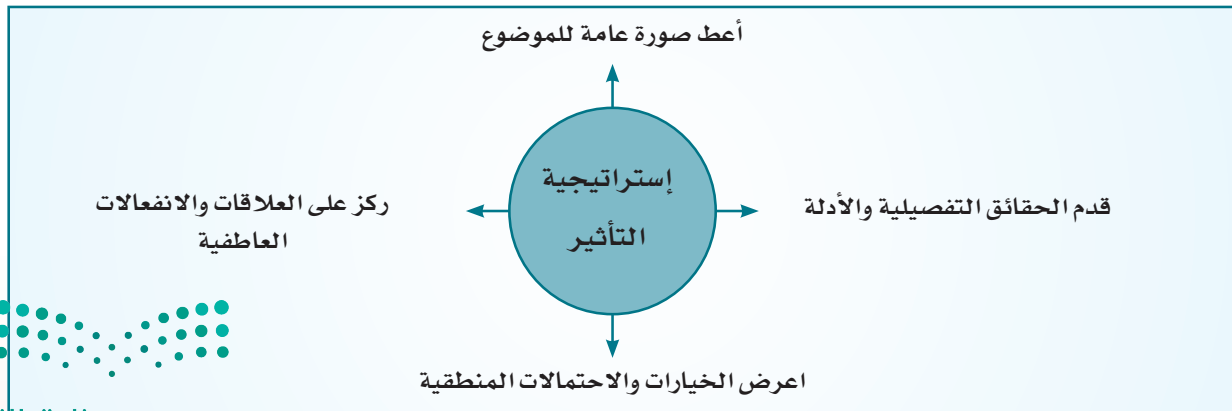 أعط صورة عامة للموضوع
إستراتيجية
التأثير
قدم الحقائق التفصيلية والأدلة
ركز على العلاقات والانفعالات
العاطفية
اعرض الخيارات والاحتمالات المنطقية